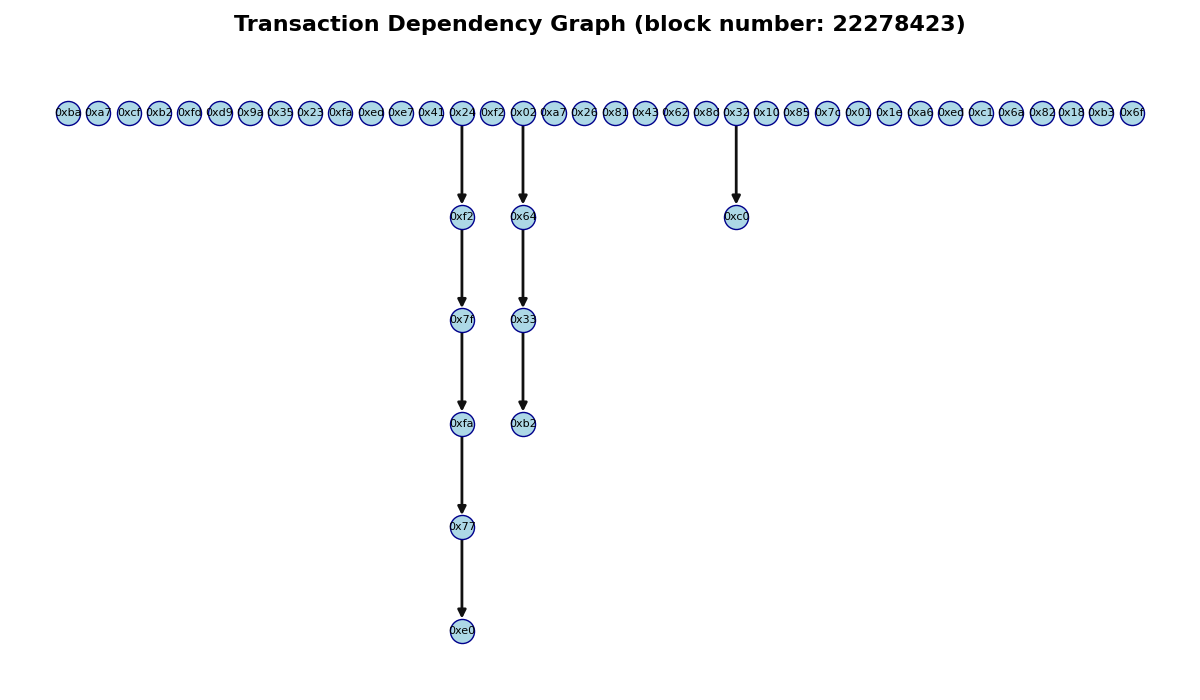 Transaction Dependency Graph (block number: 22278423)
0xba 0xa7 0xcf 0xb2 0xfd 0xd9 0x9a 0x35 0x23 0xfa 0xed 0xe7 0x41 0x24 0xf2 0x02 0xa7 0x26 0x81 0x43 0x62 0x8d 0x32 0x10 0x85 0x7c 0x01 0x1e 0xa6 0xed 0xc1 0x6a 0x82 0x18 0xb3 0x6f
0xf2 0x64 0xc0
0x7f 0x33
0xfa 0xb2
0x77
0xe0